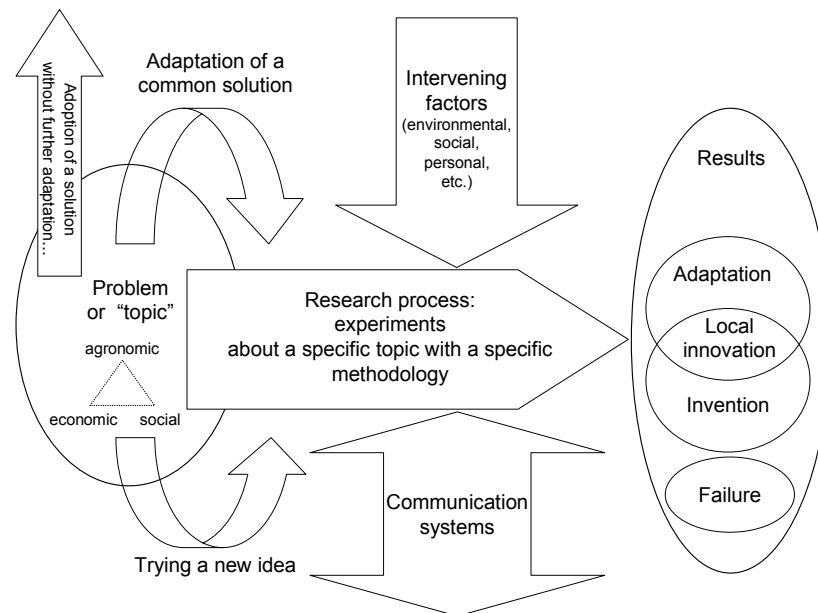 Adoption of a solution
without further adaptation…
Adaptation of a
common solution
Intervening
factors
(environmental,
social,
personal,
etc.)
Results
Problem
or "topic"
agronomic
economic social
Research process:
experiments
about a specific topic with a specific
methodology
Adaptation
Local
innovation
Invention
Failure
Communication
systems
Trying a new idea